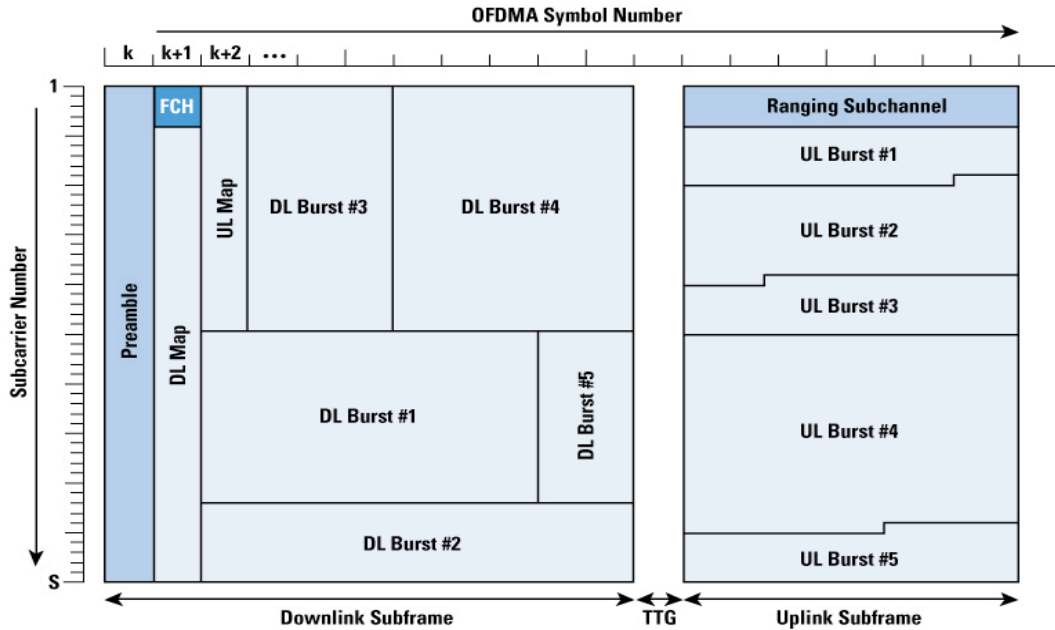 OFDMA Symbol Number
k k+1 k+2 ...
1
S
Subcarrier Number
Preamble
FCH
DL Map
UL Map
DL Burst #3
DL Burst #4
DL Burst #1
DL Burst #5
DL Burst #2
Ranging Subchannel
UL Burst #1
UL Burst #2
UL Burst #3
UL Burst #4
UL Burst #5
Downlink Subframe
TTG
Uplink Subframe